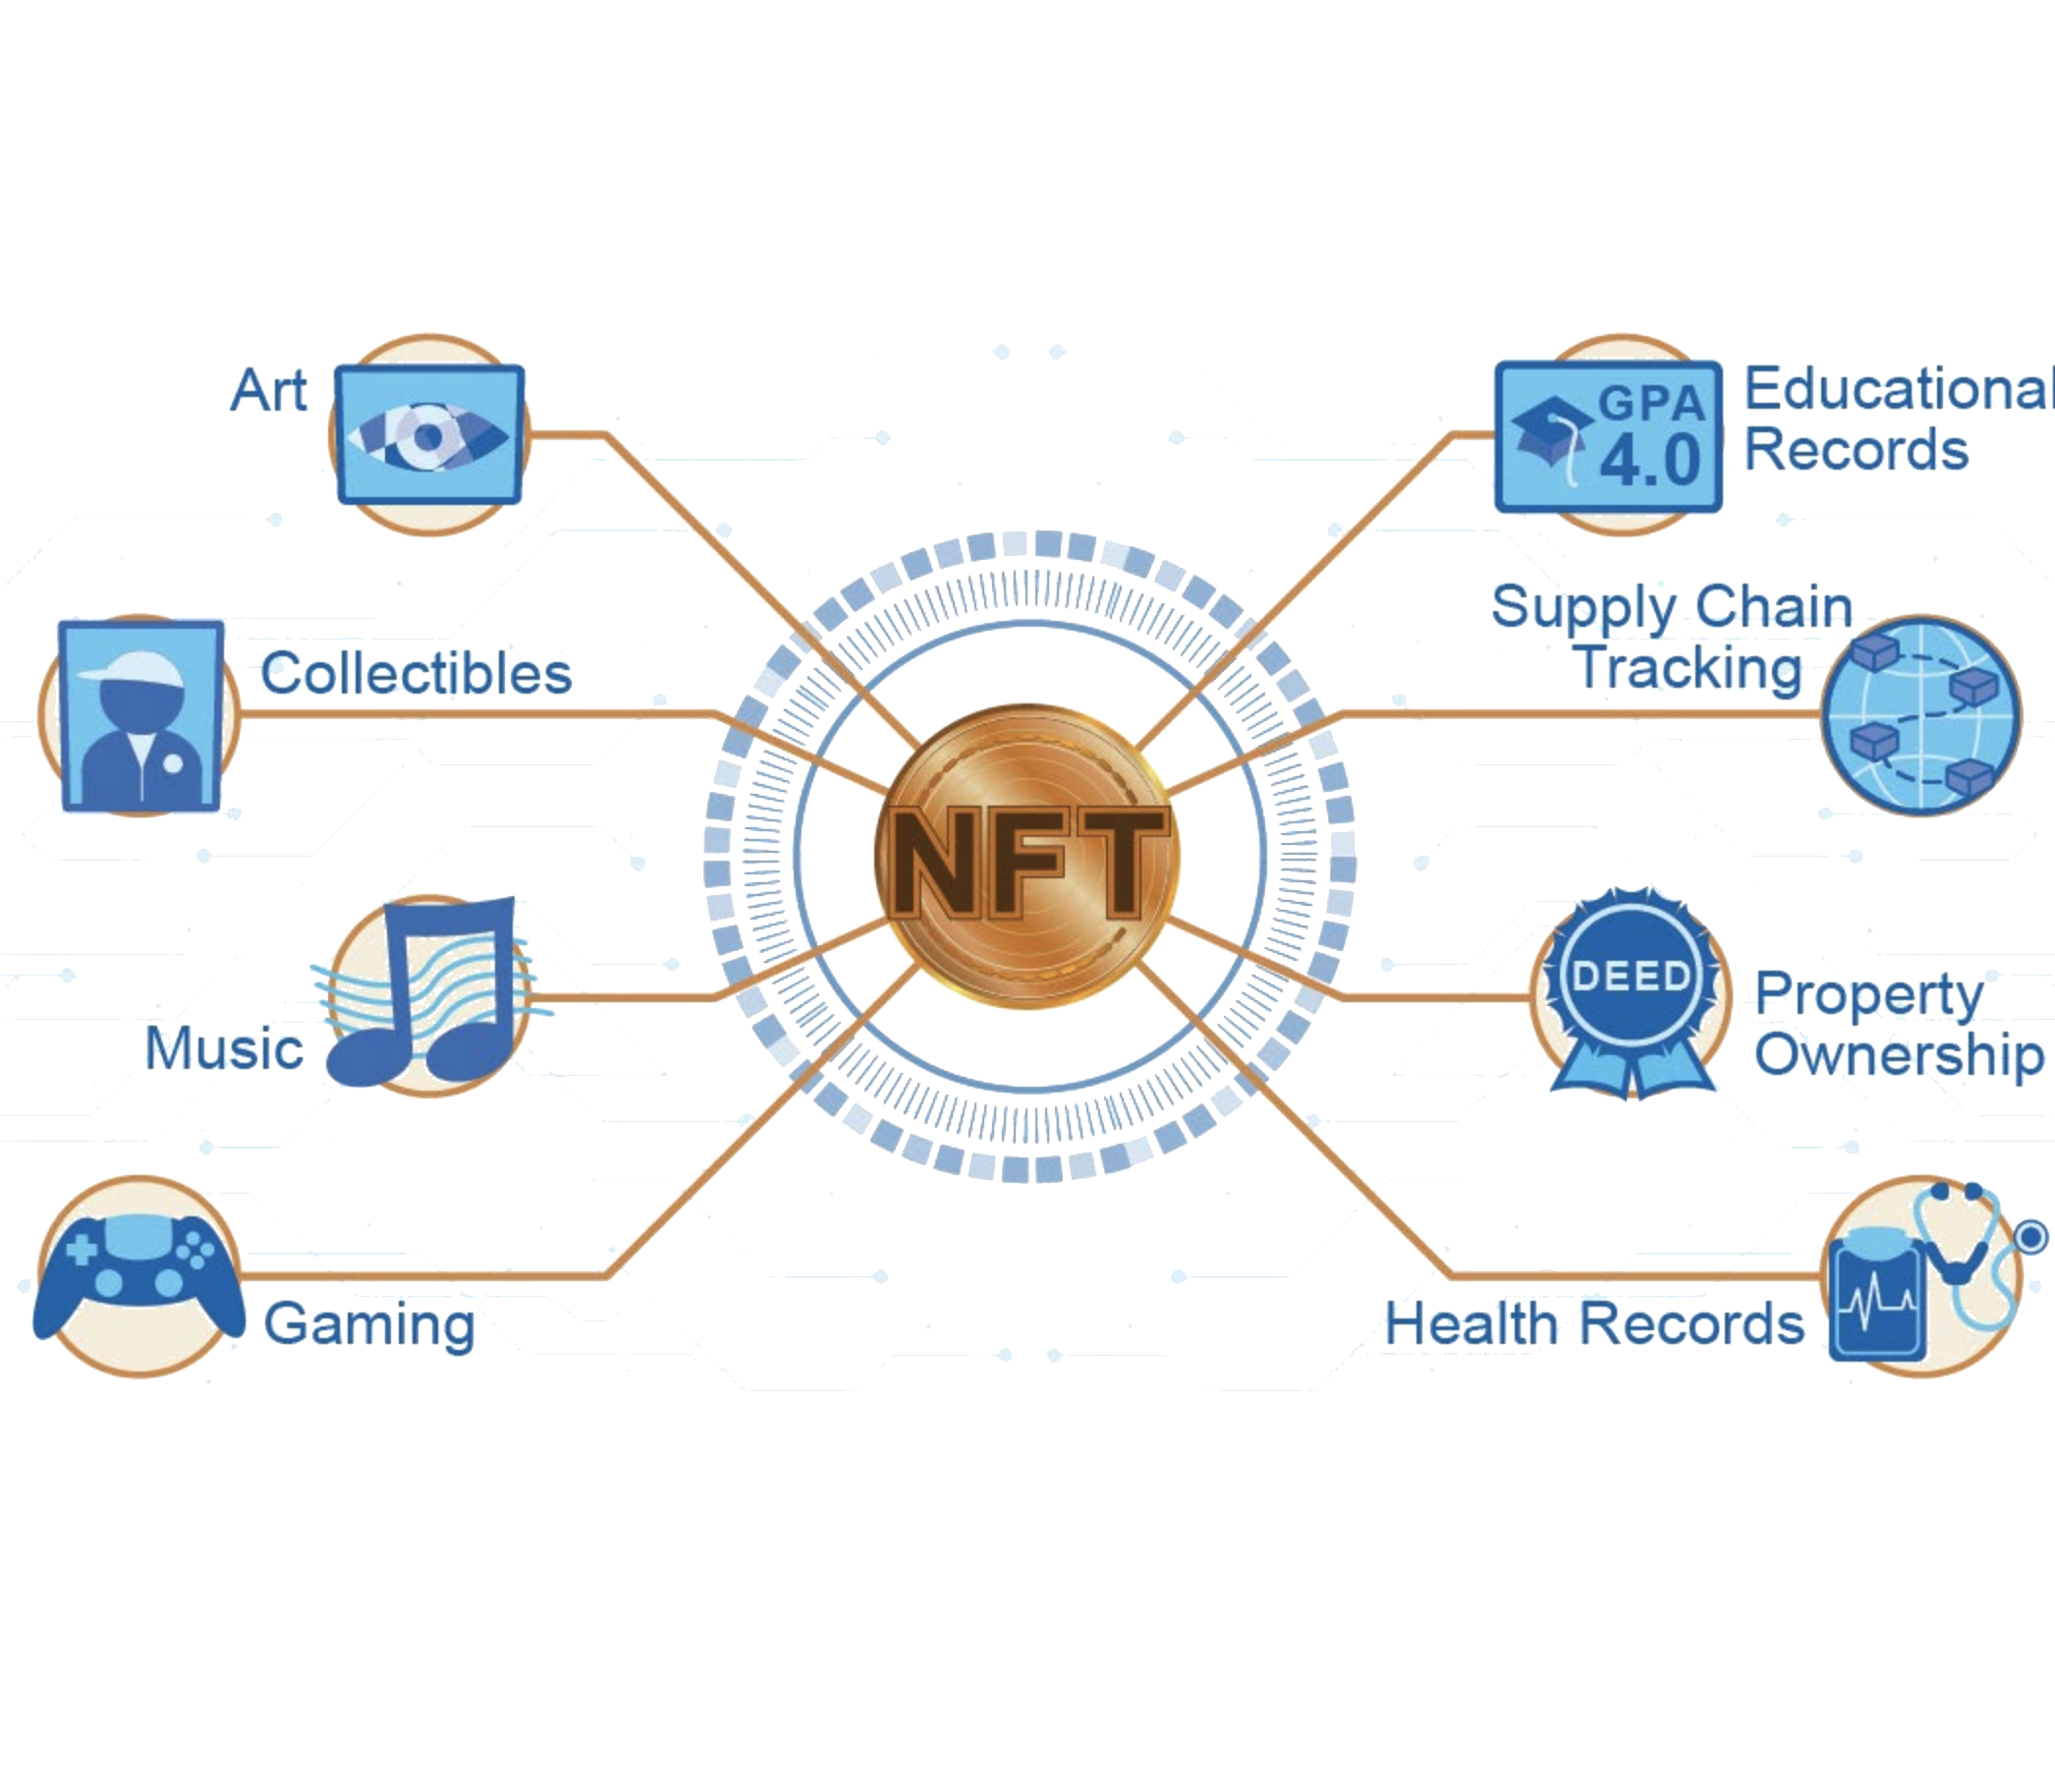 Art
Collectibles
Music
Gaming
NFT
GPA
4.0
Educational
Records
Supply Chain
Tracking
DEED
Property
Ownership
Health Records